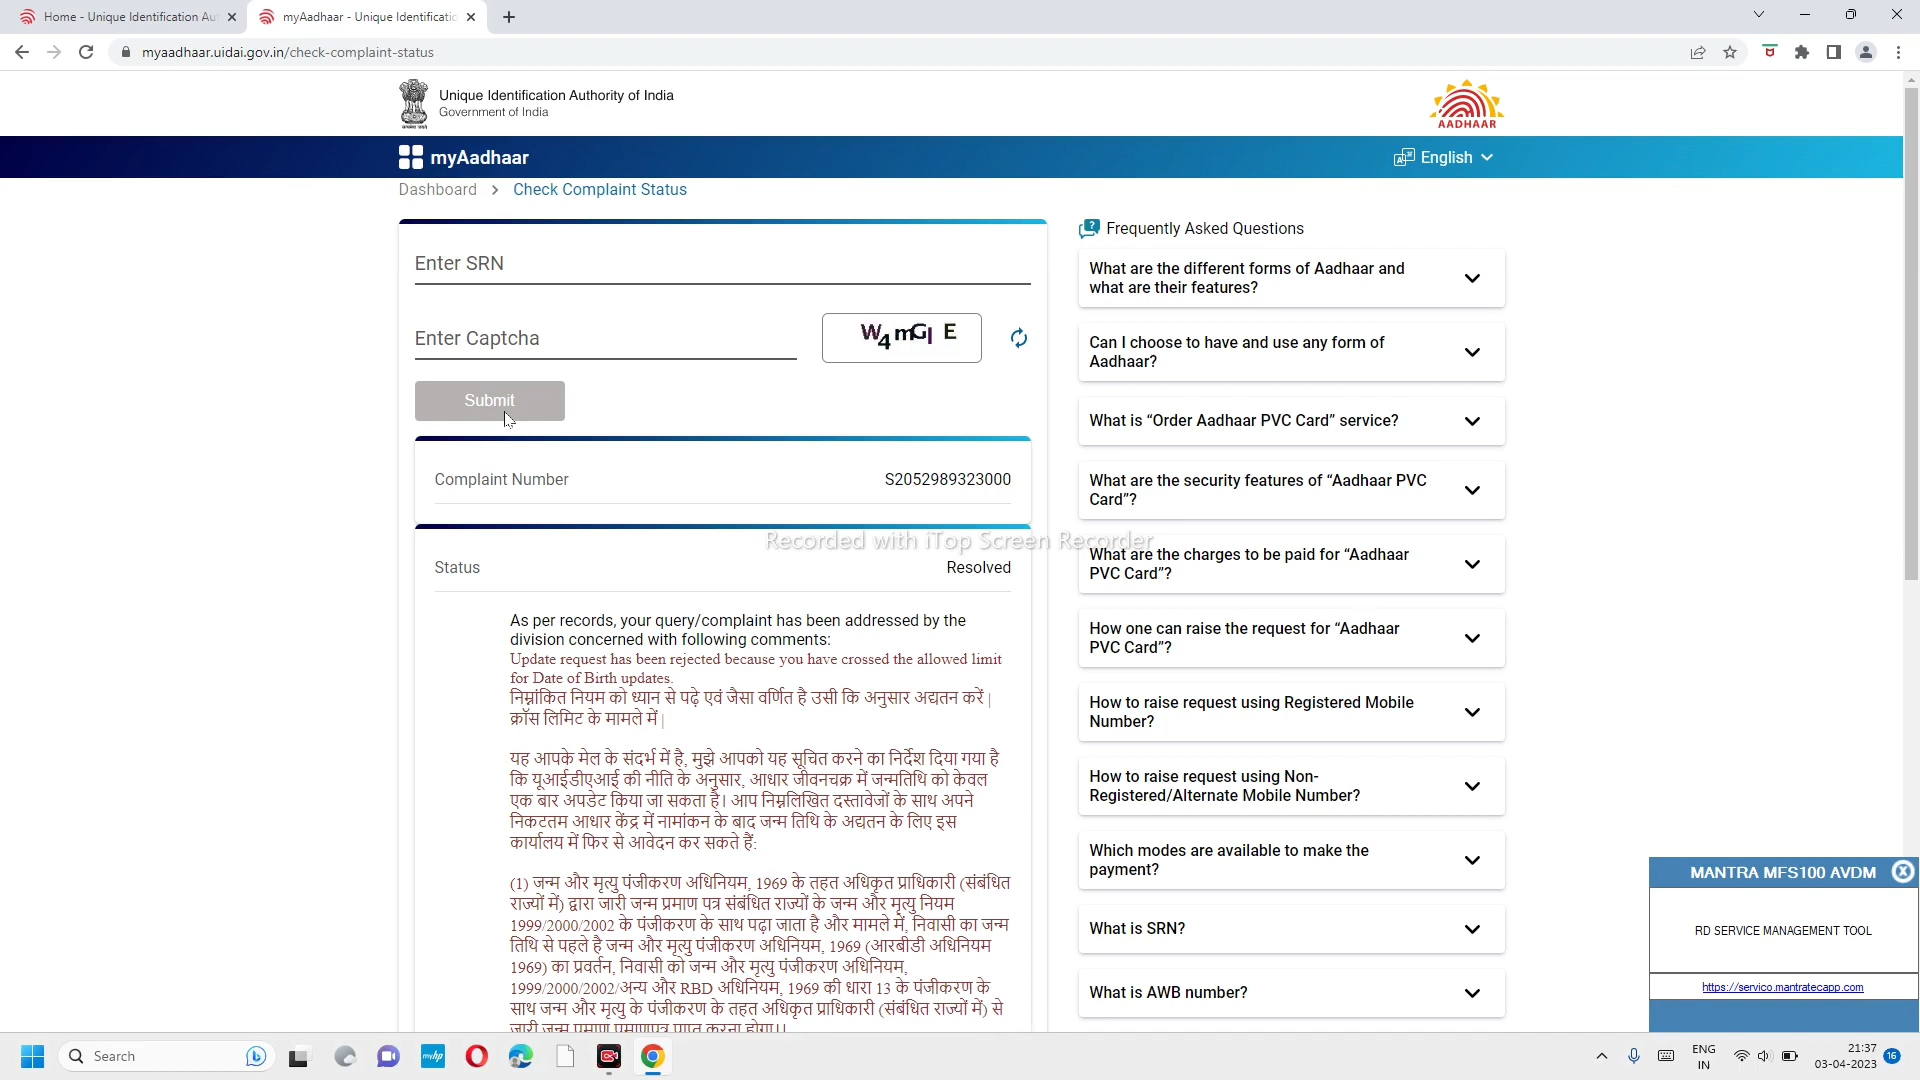 Home - Unique Identification Au
myAadhaar - Unique Identificatio
myaadhaar.uidai.gov.in/check-complaint-status
Unique Identification Authority of India
Government of India
AADHAAR
myAadhaar
English
Dashboard > Check Complaint Status
Enter SRN
Enter Captcha
W4mGI E
Submit
Complaint Number S2052989323000
Status Resolved
As per records, your query/complaint has been addressed by the
division concerned with following comments:
Update request has been rejected because you have crossed the allowed limit
for Date of Birth updates.
निम्नांकित नियम को ध्यान से पढ़े एवं जैसा वर्णित है उसी कि अनुसार अद्यतन करें |
क्रॉस लिमिट के मामले में |
यह आपके मेल के संदर्भ में है, मुझे आपको यह सूचित करने का निर्देश दिया गया है
कि यूआईडीएआई की नीति के अनुसार, आधार जीवनचक्र में जन्मतिथि को केवल
एक बार अपडेट किया जा सकता है। आप निम्नलिखित दस्तावेजों के साथ अपने
निकटतम आधार केंद्र में नामांकन के बाद जन्म तिथि के अद्यतन के लिए इस
कार्यालय में फिर से आवेदन कर सकते हैं:
(1) जन्म और मृत्यु पंजीकरण अधिनियम, 1969 के तहत अधिकृत प्राधिकारी (संबंधित
राज्यों में) द्वारा जारी जन्म प्रमाण पत्र संबंधित राज्यों के जन्म और मृत्यु नियम
1999/2000/2002 के पंजीकरण के साथ पढ़ा जाता है और मामले में, निवासी का जन्म
तिथि से पहले है जन्म और मृत्यु पंजीकरण अधिनियम, 1969 (आरबीडी अधिनियम
1969) का प्रवर्तन, निवासी को जन्म और मृत्यु पंजीकरण अधिनियम,
1999/2000/2002/अन्य और RBD अधिनियम, 1969 की धारा 13 के पंजीकरण के
साथ जन्म और मृत्यु के पंजीकरण के तहत अधिकृत प्राधिकारी (संबंधित राज्यों में) से
जारी जन्म प्रमाण प्रमाणपत्र प्राप्त करना होगा।।
Recorded with iTop Screen Recorder
Frequently Asked Questions
What are the different forms of Aadhaar and
what are their features?
Can I choose to have and use any form of
Aadhaar?
What is “Order Aadhaar PVC Card” service?
What are the security features of “Aadhaar PVC
Card”?
What are the charges to be paid for “Aadhaar
PVC Card”?
How one can raise the request for “Aadhaar
PVC Card”?
How to raise request using Registered Mobile
Number?
How to raise request using Non-
Registered/Alternate Mobile Number?
Which modes are available to make the
payment?
What is SRN?
What is AWB number?
MANTRA MFS100 AVDM
RD SERVICE MANAGEMENT TOOL
https://servico.mantratecapp.com
Search
myhp
ENG
IN
21:37
03-04-2023
16